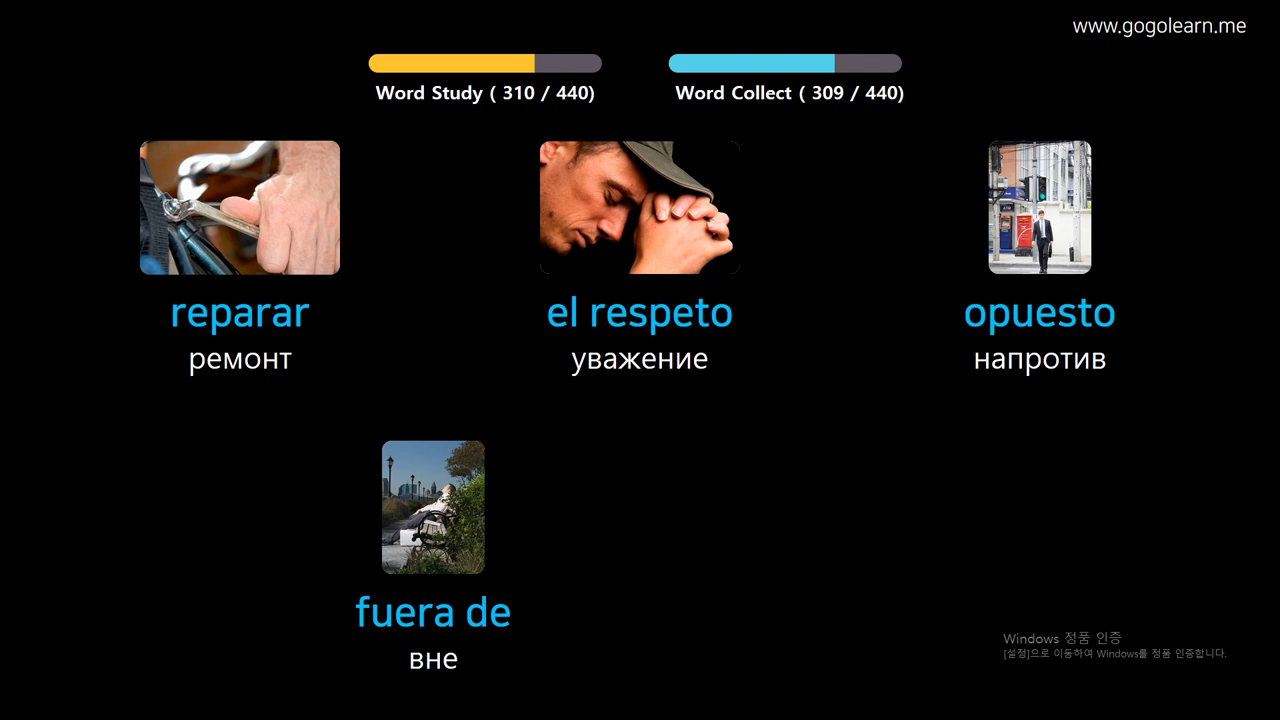 www.gogolearn.me
Word Study ( 310 / 440)
Word Collect ( 309 / 440)
reparar
ремонт
el respeto
уважение
opuesto
напротив
fuera de
вне
Windows 정품 인증
[설정]으로 이동하여 Windows를 정품 인증합니다.